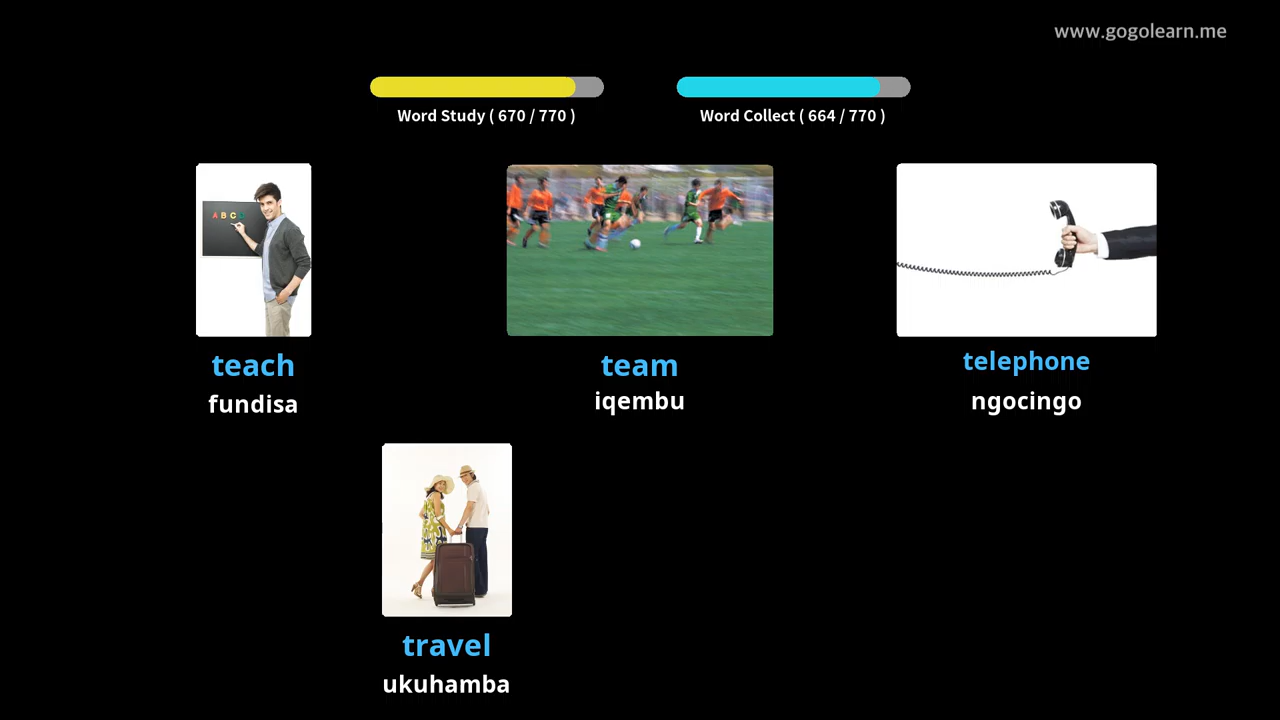 www.gogolearn.me
Word Study ( 670 / 770 )
Word Collect ( 664 / 770 )
A B C D
teach
fundisa
team
iqembu
telephone
ngocingo
travel
ukuhamba